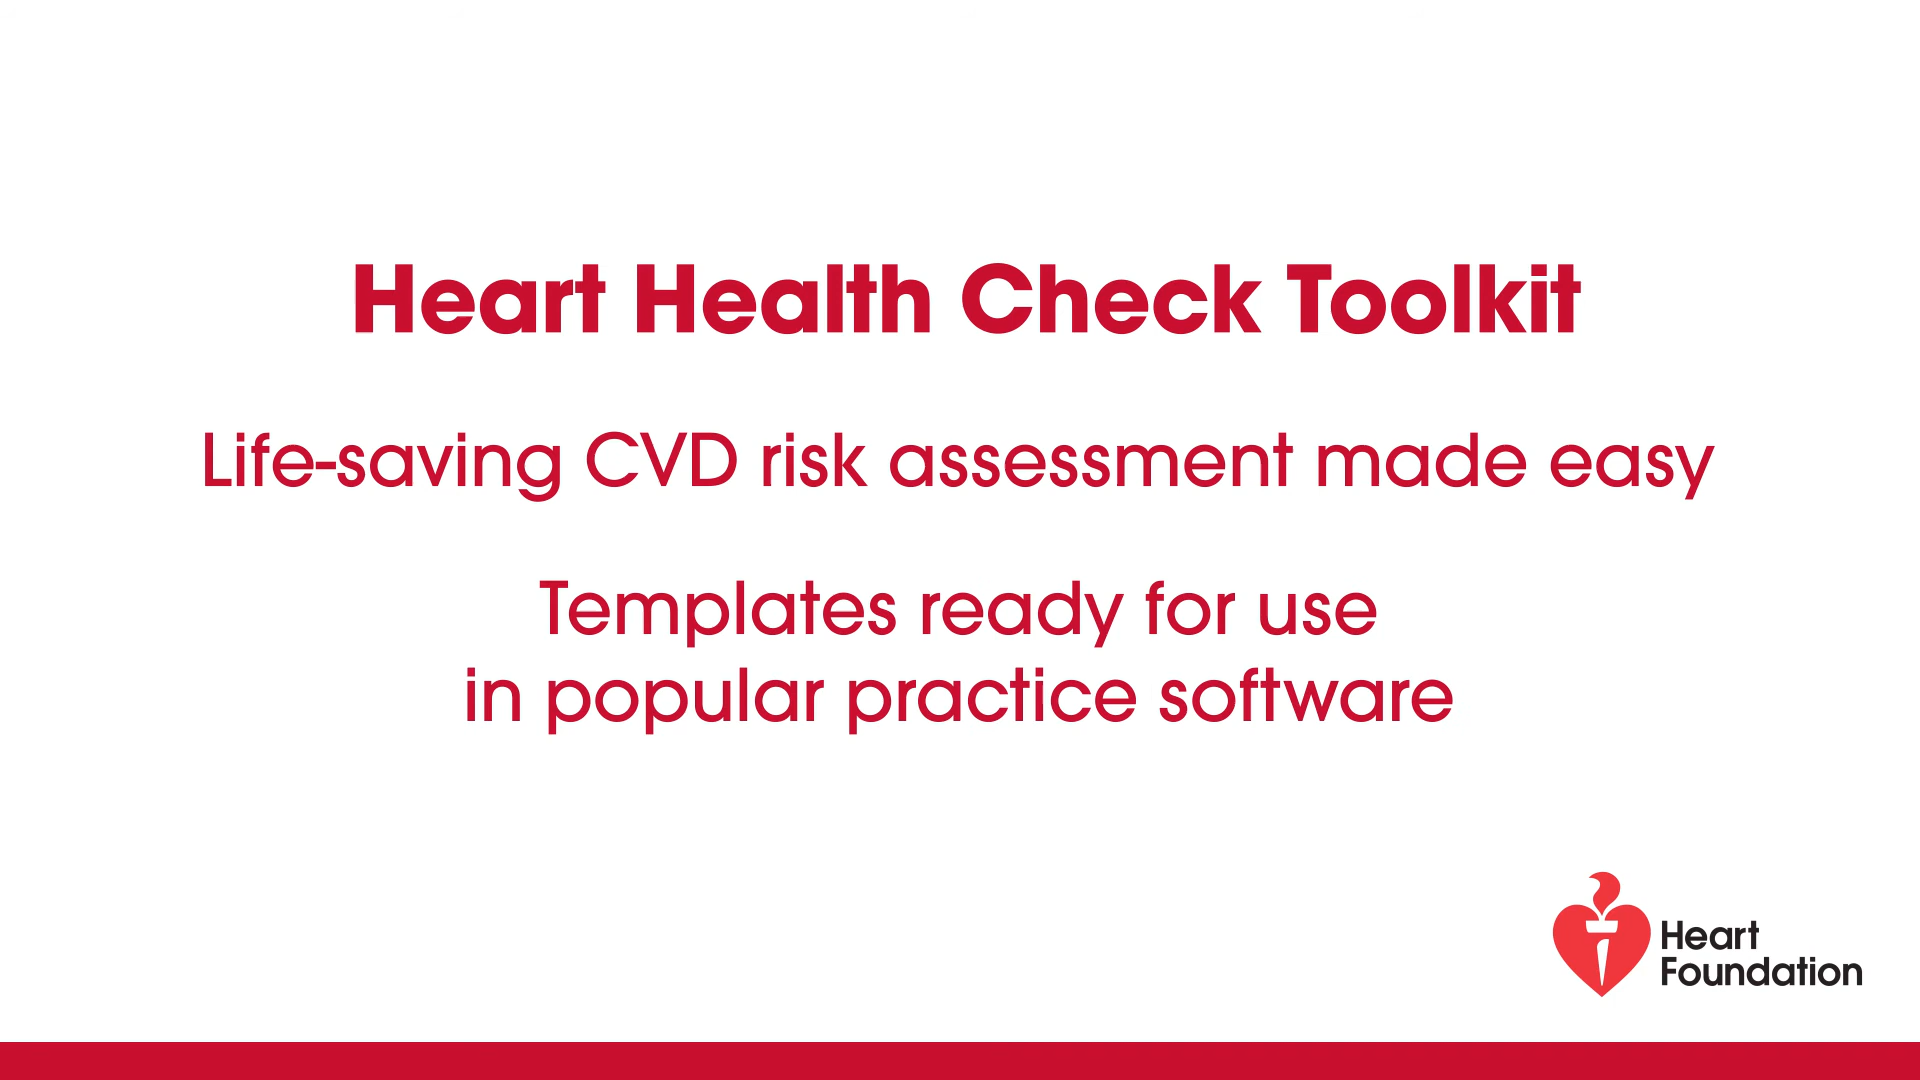 Heart Health Check Toolkit
Life-saving CVD risk assessment made easy
Templates ready for use
in popular practice software
Heart
Foundation